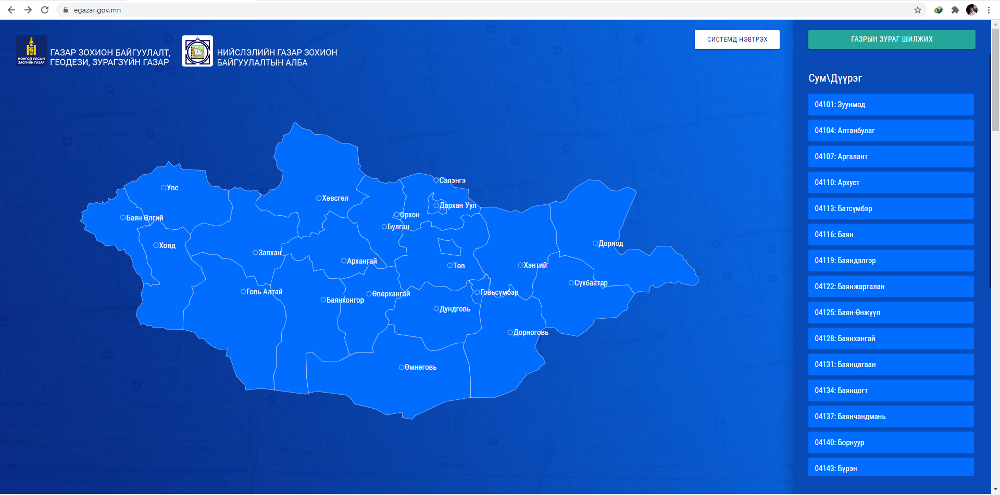 egazar.gov.mn
МОНГОЛ УЛСЫН
ЗАСГИЙН ГАЗАР
ГАЗАР ЗОХИОН БАЙГУУЛАЛТ,
ГЕОДЕЗИ, ЗУРАГЗҮЙН ГАЗАР
НИЙСЛЭЛИЙН ГАЗАР ЗОХИОН
БАЙГУУЛАЛТЫН АЛБА
СИСТЕМД НЭВТРЭХ
ГАЗРЫН ЗУРАГ ШИЛЖИХ
Увс
Хөвсгөл
Сэлэнгэ
Дархан Уул
Баян Өлгий
Орхон
Булган
Ховд
Завхан
Архангай
Төв
Хэнтий
Дорнод
Сүхбаатар
Говь Алтай
Баянхонгор
Өвөрхангай
Говьсүмбэр
Дундговь
Дорноговь
Өмнөговь
Сум\Дүүрэг
04101: Зуунмод
04104: Алтанбулаг
04107: Аргалант
04110: Архуст
04113: Батсүмбэр
04116: Баян
04119: Баяндэлгэр
04122: Баянжаргалан
04125: Баян-Өнжүүл
04128: Баянхангай
04131: Баянцагаан
04134: Баянцогт
04137: Баянчандмань
04140: Борнуур
04143: Бүрэн